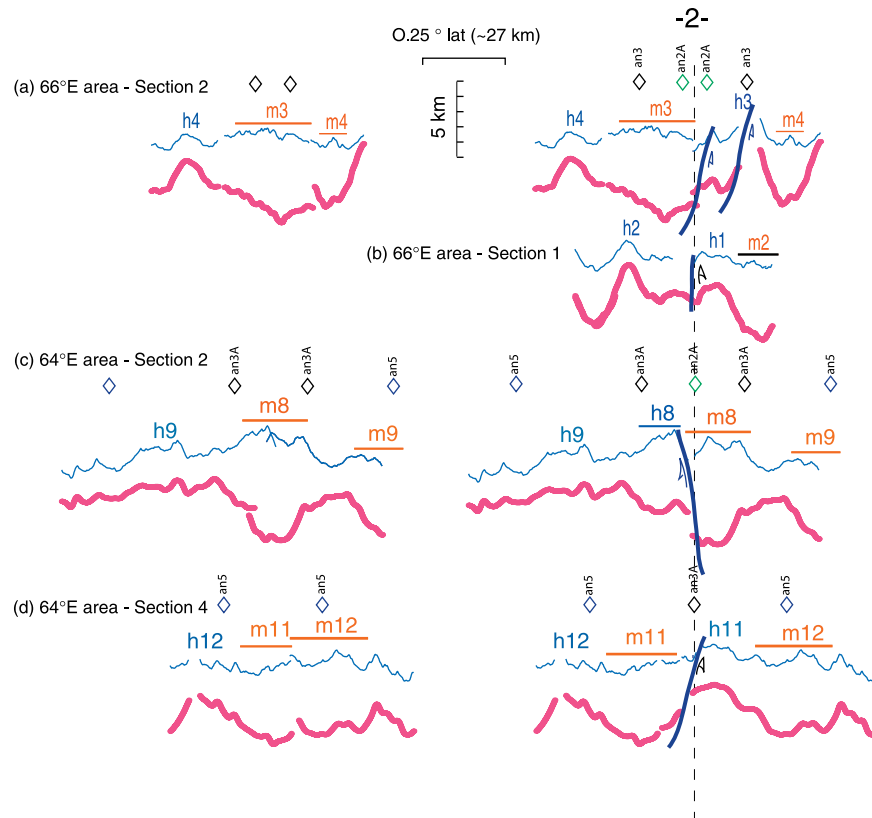 -2-
O.25 ° lat (~27 km)
5 km
(a) 66°E area - Section 2
an3
an2A
an2A
an3
h4
m3
m4
h4
m3
h3
m4
(b) 66°E area - Section 1
h2
h1
m2
(c) 64°E area - Section 2
an3A
an3A
an5
an5
an3A
an2A
an3A
an5
h9
m8
m9
h9
h8
m8
m9
(d) 64°E area - Section 4
an5
an5
an5
an3A
an5
h12
m11
m12
h12
m11
h11
m12